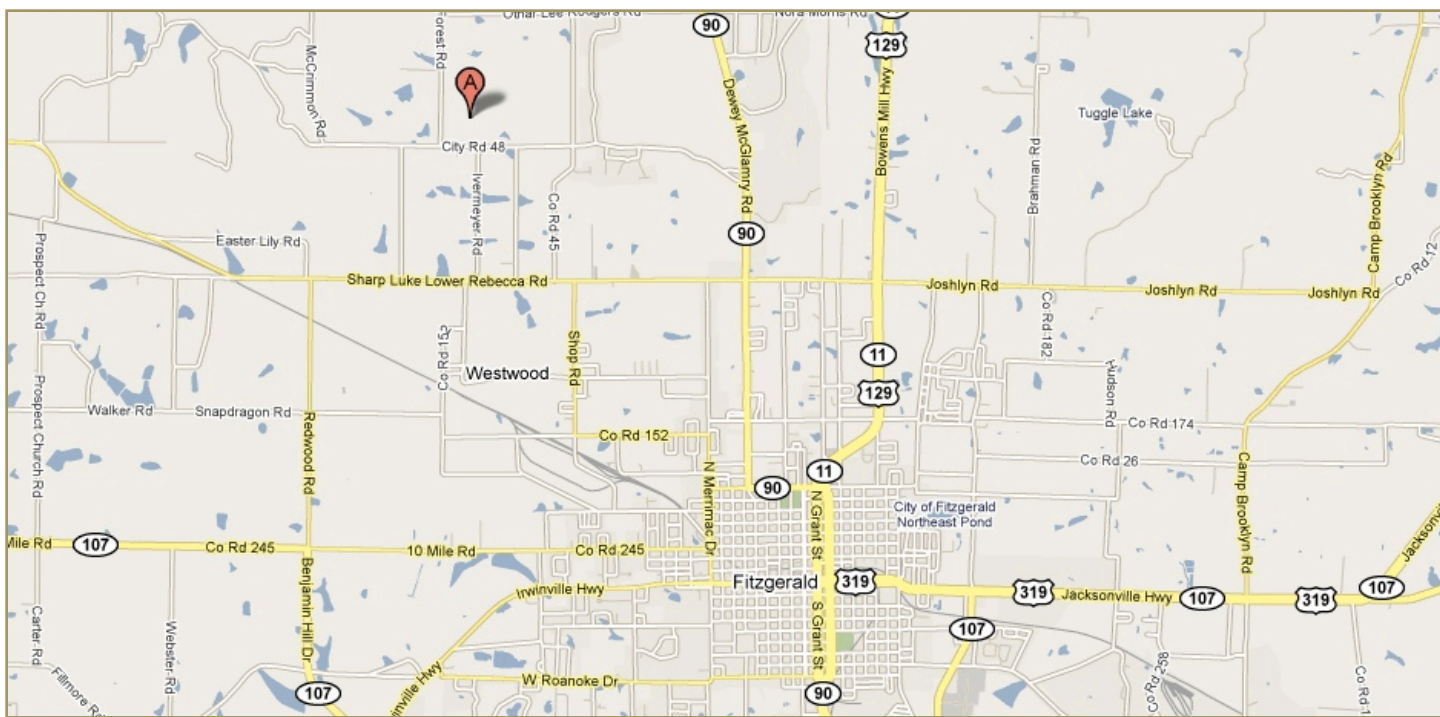 Othar Lee Rodgers Rd
Nora Morris Rd
90
11
129
Forest Rd
McCrimmon Rd
A
Dewey McGlamry Rd
Bowens Mill Hwy
Tuggle Lake
City Rd 48
Brannan Rd
Ivermeyer Rd
Co Rd 45
Camp Brooklyn Rd
Prospect Ch Rd
Easter Lily Rd
90
Co Rd 12
Sharp Luke Lower Rebecca Rd
Joshlyn Rd
Joshlyn Rd
Joshlyn Rd
Co Rd 152
Shop Rd
Co Rd 182
11
Westwood
129
Hudson Rd
Prospect Church Rd
Walker Rd
Snapdragon Rd
Redwood Rd
Co Rd 152
Co Rd 174
N Merrimac Dr
11
Co Rd 26
Camp Brooklyn Rd
90
N Grant St
City of Fitzgerald
Northeast Pond
Mile Rd
107
Co Rd 245
10 Mile Rd
Co Rd 245
Benjamin Hill Dr
Irwinville Hwy
Fitzgerald
319
319
Jacksonville Hwy
107
319
107
Carter Rd
Webster Rd
S Grant St
107
Co Rd 258
Fillmore Rd
107
W Roanoke Dr
90